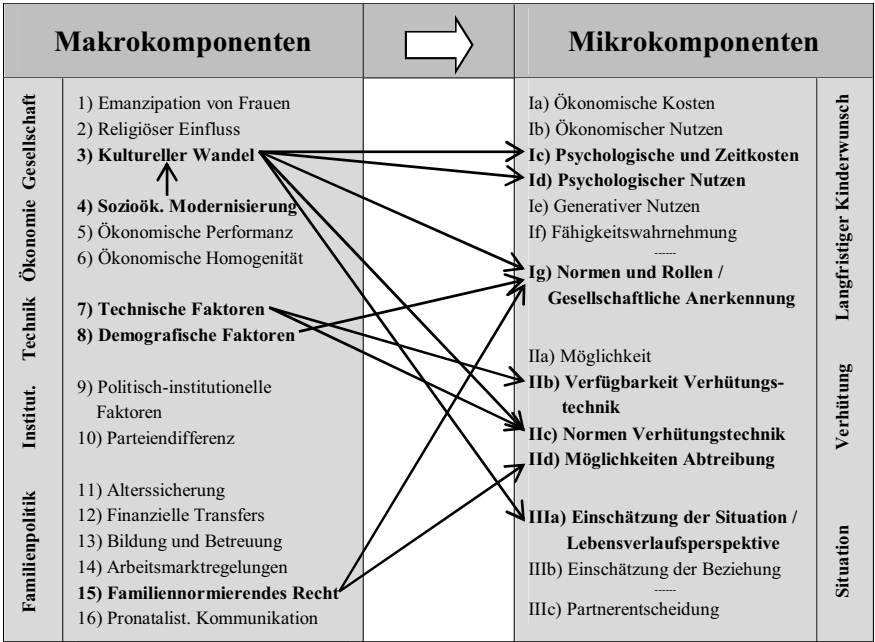 Makrokomponenten
Mikrokomponenten
Gesellschaft
1) Emanzipation von Frauen
2) Religiöser Einfluss
3) Kultureller Wandel
Ökonomie
4) Sozioök. Modernisierung
5) Ökonomische Performanz
6) Ökonomische Homogenität
Technik
7) Technische Faktoren
8) Demografische Faktoren
Institut.
9) Politisch-institutionelle
Faktoren
10) Parteiendifferenz
Familienpolitik
11) Alterssicherung
12) Finanzielle Transfers
13) Bildung und Betreuung
14) Arbeitsmarktregelungen
15) Familiennormierendes Recht
16) Pronatalist. Kommunikation
Ia) Ökonomische Kosten
Ib) Ökonomischer Nutzen
Ic) Psychologische und Zeitkosten
Id) Psychologischer Nutzen
Ie) Generativer Nutzen
If) Fähigkeitswahrnehmung
------
Ig) Normen und Rollen /
Gesellschaftliche Anerkennung
Langfristiger Kinderwunsch
IIa) Möglichkeit
IIb) Verfügbarkeit Verhütungs-
technik
IIc) Normen Verhütungstechnik
IId) Möglichkeiten Abtreibung
Verhütung
IIIa) Einschätzung der Situation /
Lebensverlaufsperspektive
IIIb) Einschätzung der Beziehung
------
IIIc) Partnerentscheidung
Situation